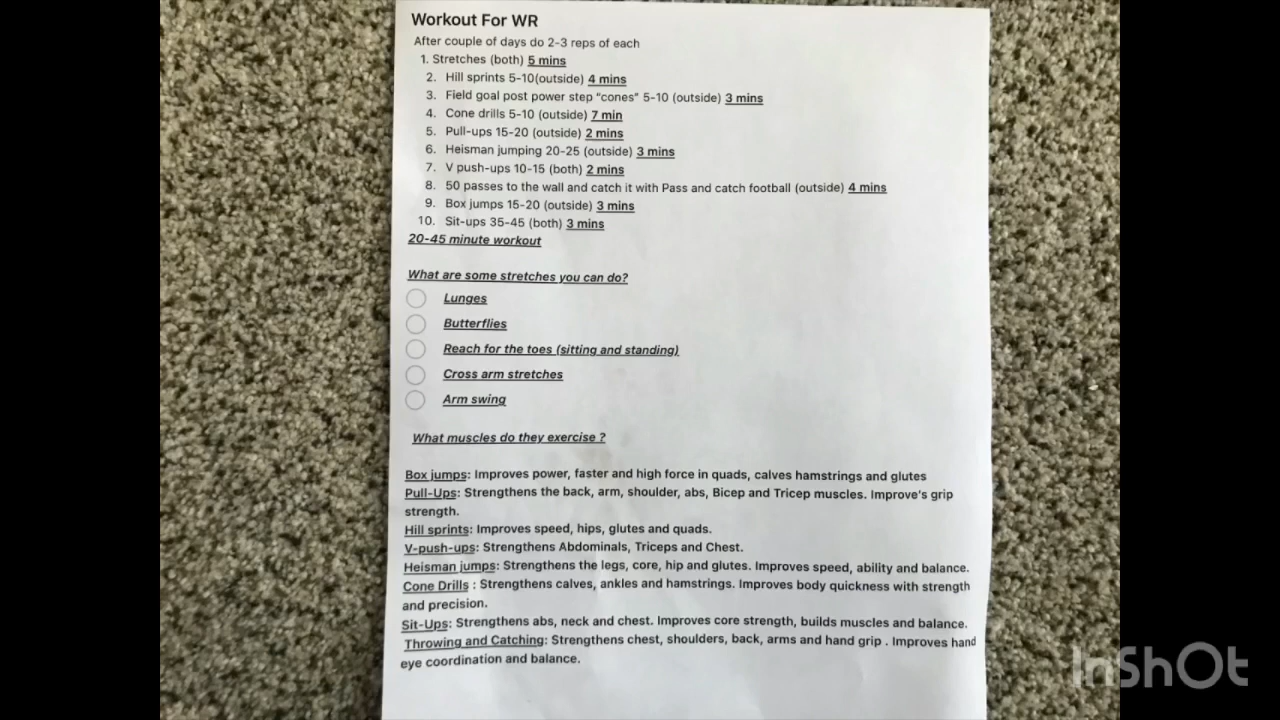 Workout For WR
After couple of days do 2-3 reps of each
1. Stretches (both) 5 mins
2. Hill sprints 5-10(outside) 4 mins
3. Field goal post power step "cones" 5-10 (outside) 3 mins
4. Cone drills 5-10 (outside) 7 min
5. Pull-ups 15-20 (outside) 2 mins
6. Heisman jumping 20-25 (outside) 3 mins
7. V push-ups 10-15 (both) 2 mins
8. 50 passes to the wall and catch it with Pass and catch football (outside) 4 mins
9. Box jumps 15-20 (outside) 3 mins
10. Sit-ups 35-45 (both) 3 mins
20-45 minute workout
What are some stretches you can do?
Lunges
Butterflies
Reach for the toes (sitting and standing)
Cross arm stretches
Arm swing
What muscles do they exercise ?
Box jumps: Improves power, faster and high force in quads, calves hamstrings and glutes
Pull-Ups: Strengthens the back, arm, shoulder, abs, Bicep and Tricep muscles. Improve's grip
strength.
Hill sprints: Improves speed, hips, glutes and quads.
V-push-ups: Strengthens Abdominals, Triceps and Chest.
Heisman jumps: Strengthens the legs, core, hip and glutes. Improves speed, ability and balance.
Cone Drills : Strengthens calves, ankles and hamstrings. Improves body quickness with strength
and precision.
Sit-Ups: Strengthens abs, neck and chest. Improves core strength, builds muscles and balance.
Throwing and Catching: Strengthens chest, shoulders, back, arms and hand grip . Improves hand
eye coordination and balance.
InShOt